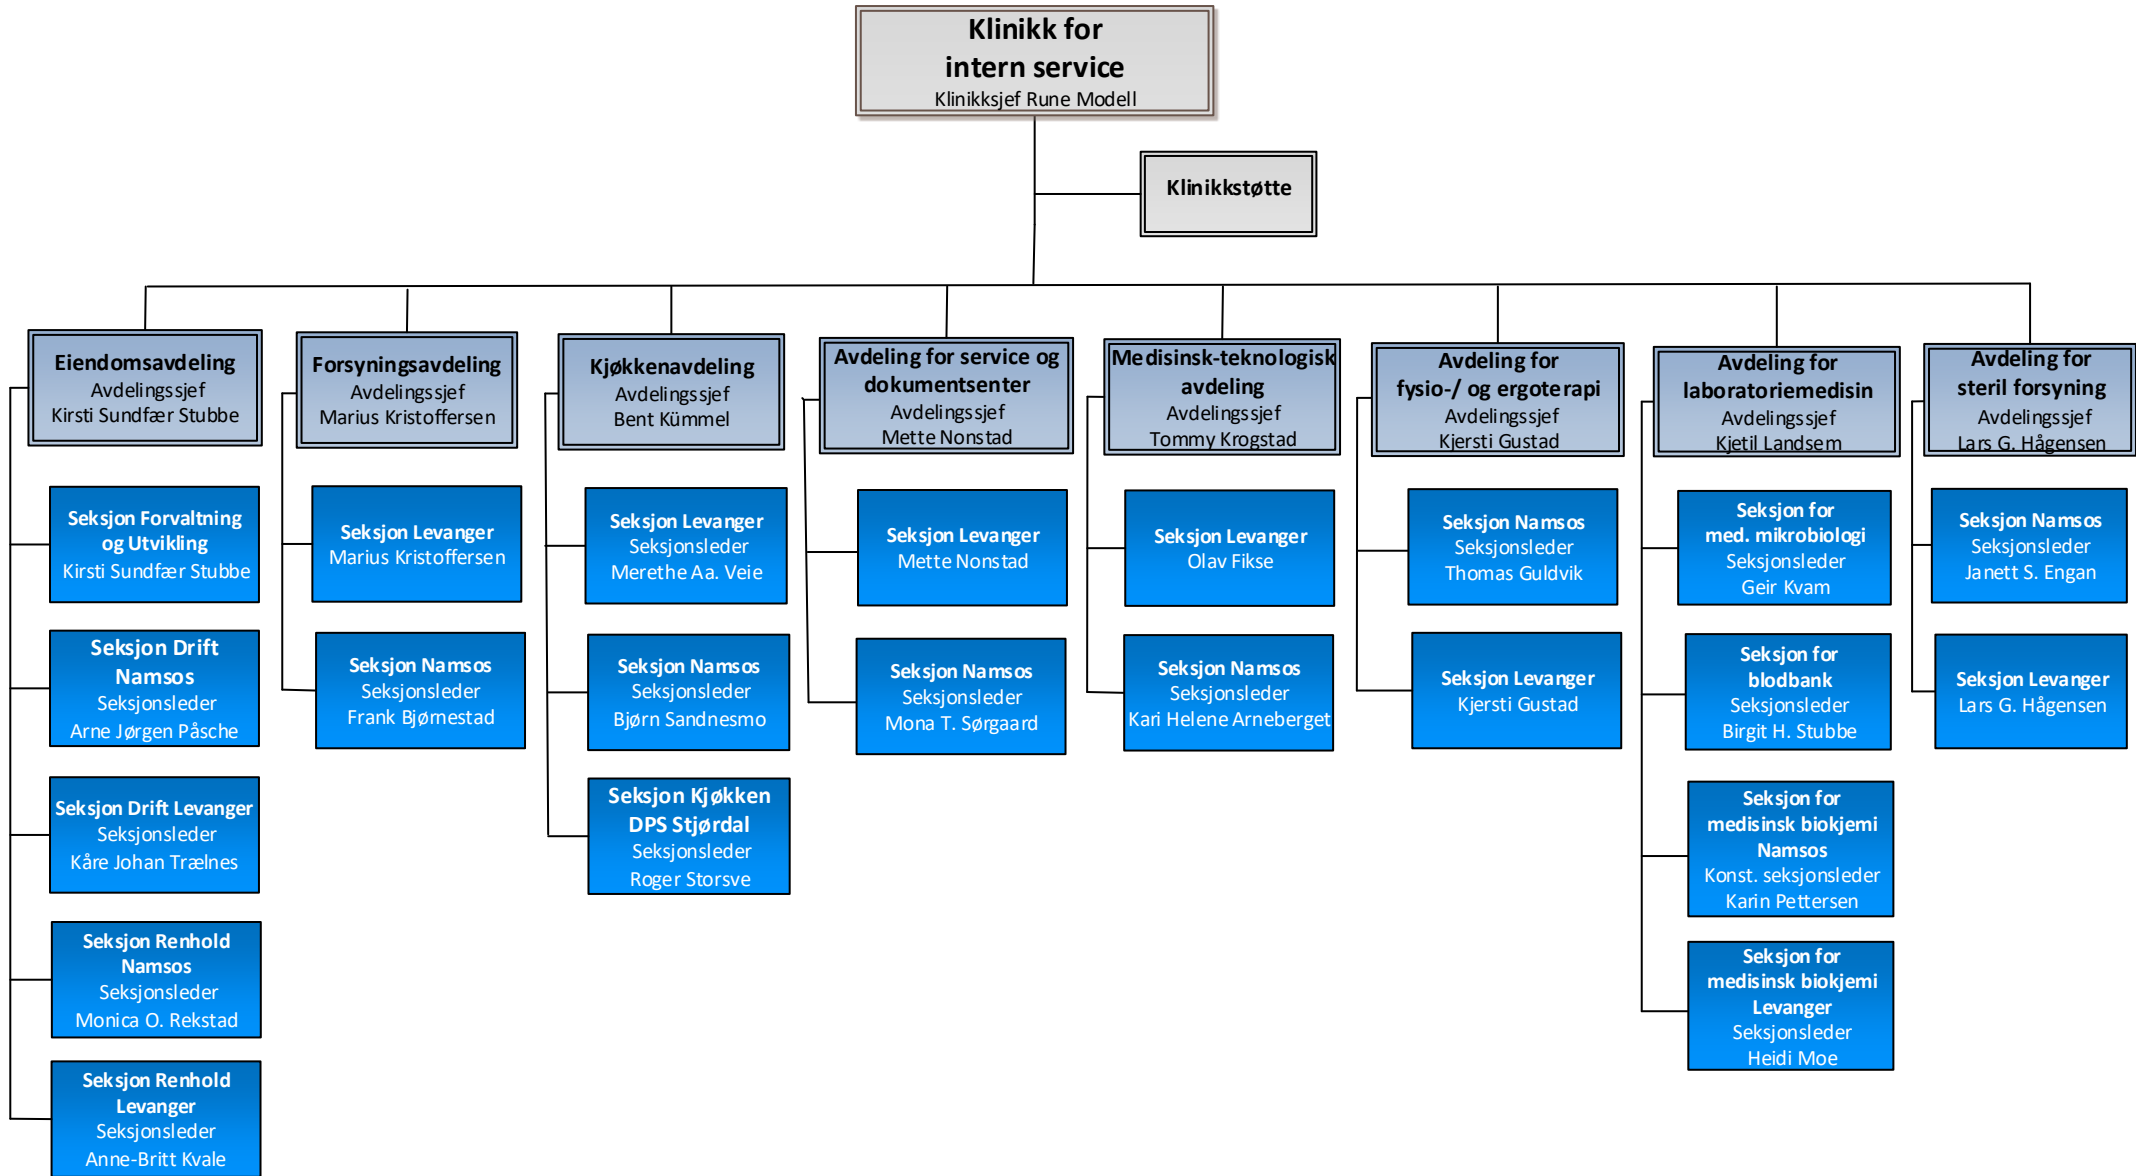 Klinikk for
intern service
Klinikksjef Rune Modell
Klinikkstøtte
Eiendomsavdeling
Avdelingssjef
Kirsti Sundfær Stubbe
Seksjon Forvaltning
og Utvikling
Kirsti Sundfær Stubbe
Seksjon Drift
Namsos
Seksjonsleder
Arne Jørgen Påsche
Seksjon Drift Levanger
Seksjonsleder
Kåre Johan Trælnes
Seksjon Renhold
Namsos
Seksjonsleder
Monica O. Rekstad
Seksjon Renhold
Levanger
Seksjonsleder
Anne-Britt Kvale
Forsyningsavdeling
Avdelingssjef
Marius Kristoffersen
Seksjon Levanger
Marius Kristoffersen
Seksjon Namsos
Seksjonsleder
Frank Bjørnestad
Kjøkkenavdeling
Avdelingssjef
Bent Kümmel
Seksjon Levanger
Seksjonsleder
Merethe Aa. Veie
Seksjon Namsos
Seksjonsleder
Bjørn Sandnesmo
Seksjon Kjøkken
DPS Stjørdal
Seksjonsleder
Roger Storsve
Avdeling for service og
dokumentsenter
Avdelingssjef
Mette Nonstad
Seksjon Levanger
Mette Nonstad
Seksjon Namsos
Seksjonsleder
Mona T. Sørgaard
Medisinsk-teknologisk
avdeling
Avdelingssjef
Tommy Krogstad
Seksjon Levanger
Olav Fikse
Seksjon Namsos
Seksjonsleder
Kari Helene Arneberget
Avdeling for
fysio-/ og ergoterapi
Avdelingssjef
Kjersti Gustad
Seksjon Namsos
Seksjonsleder
Thomas Guldvik
Seksjon Levanger
Kjersti Gustad
Avdeling for
laboratoriemedisin
Avdelingssjef
Kjetil Landsem
Seksjon for
med. mikrobiologi
Seksjonsleder
Geir Kvam
Seksjon for
blodbank
Seksjonsleder
Birgit H. Stubbe
Seksjon for
medisinsk biokjemi
Namsos
Konst. seksjonsleder
Karin Pettersen
Seksjon for
medisinsk biokjemi
Levanger
Seksjonsleder
Heidi Moe
Avdeling for
steril forsyning
Avdelingssjef
Lars G. Hågensen
Seksjon Namsos
Seksjonsleder
Janett S. Engan
Seksjon Levanger
Lars G. Hågensen